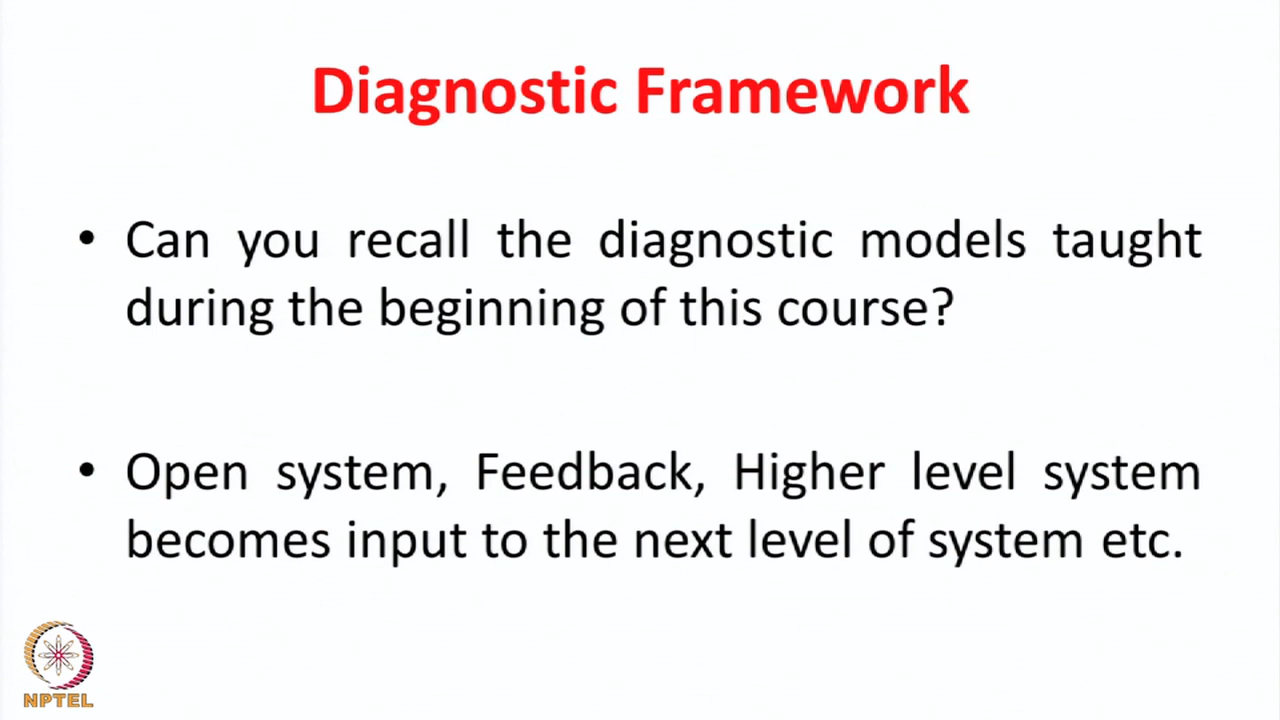 Diagnostic Framework
• Can you recall the diagnostic models taught
during the beginning of this course?
• Open system, Feedback, Higher level system
becomes input to the next level of system etc.
NPTEL